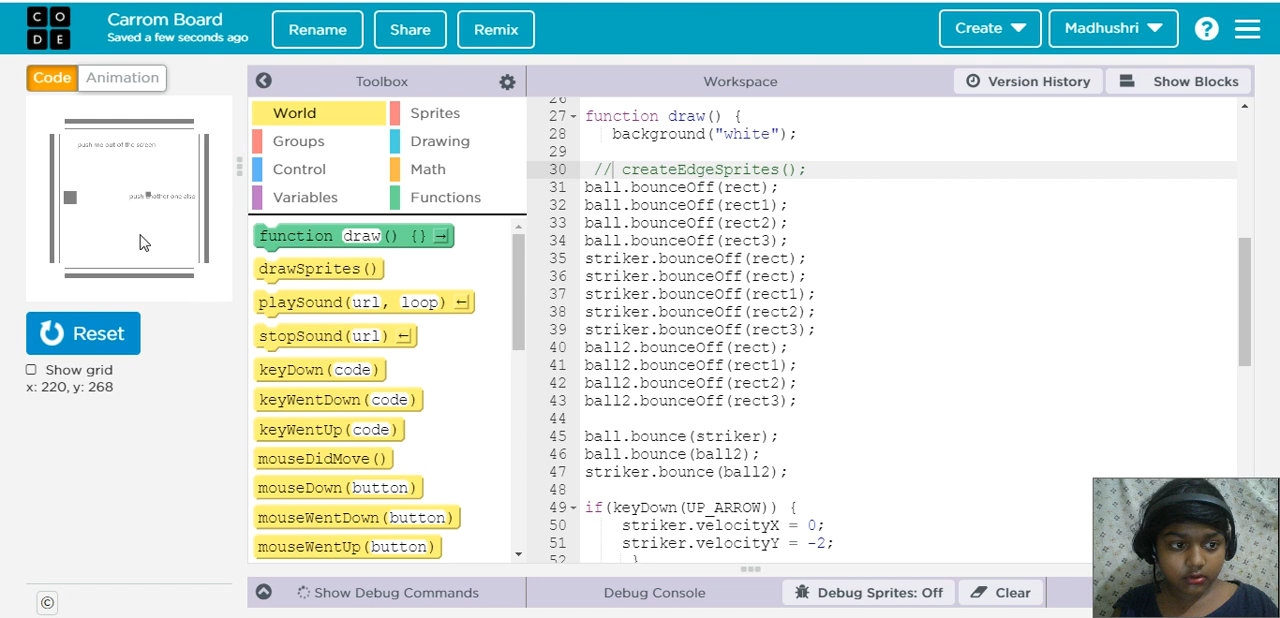 C O D E
Carrom Board
Saved a few seconds ago
Rename
Share
Remix
Create
Madhushri
?
Code
Animation
push me out of the screen
Reset
Show grid
x: 220, y: 268
©
Toolbox
World
Sprites
Groups
Drawing
Control
Math
Variables
Functions
function draw() {}
drawSprites()
playSound(url, loop)
stopSound(url)
keyDown(code)
keyWentDown(code)
keyWentUp(code)
mouseDidMove()
mouseDown(button)
mouseWentDown(button)
mouseWentUp(button)
Show Debug Commands
Workspace
Version History
Show Blocks
26
27 function draw() {
28 background("white");
29
30 // createEdgeSprites();
31 ball.bounceOff(rect);
32 ball.bounceOff(rect1);
33 ball.bounceOff(rect2);
34 ball.bounceOff(rect3);
35 striker.bounceOff(rect);
36 striker.bounceOff(rect);
37 striker.bounceOff(rect1);
38 striker.bounceOff(rect2);
39 striker.bounceOff(rect3);
40 ball2.bounceOff(rect);
41 ball2.bounceOff(rect1);
42 ball2.bounceOff(rect2);
43 ball2.bounceOff(rect3);
44
45 ball.bounce(striker);
46 ball.bounce(ball2);
47 striker.bounce(ball2);
48
49 if(keyDown(UP_ARROW)) {
50 striker.velocityX = 0;
51 striker.velocityY = -2;
52 }
Debug Console
Debug Sprites: Off
Clear